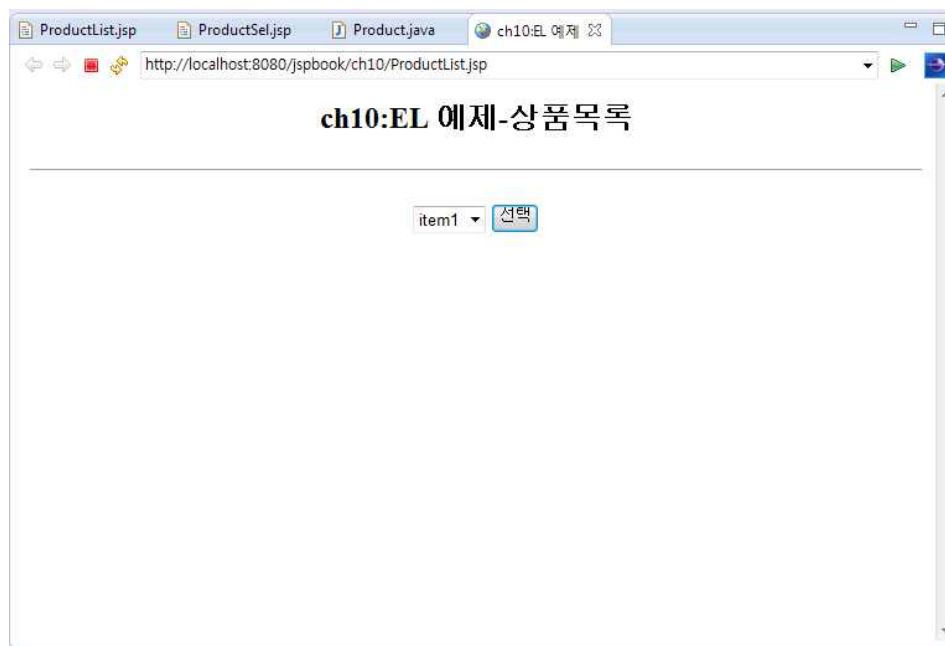 ProductList.jsp ProductSel.jsp Product.java ch10:EL 예제
http://localhost:8080/jspbook/ch10/ProductList.jsp
ch10:EL 예제-상품목록
item1 선택